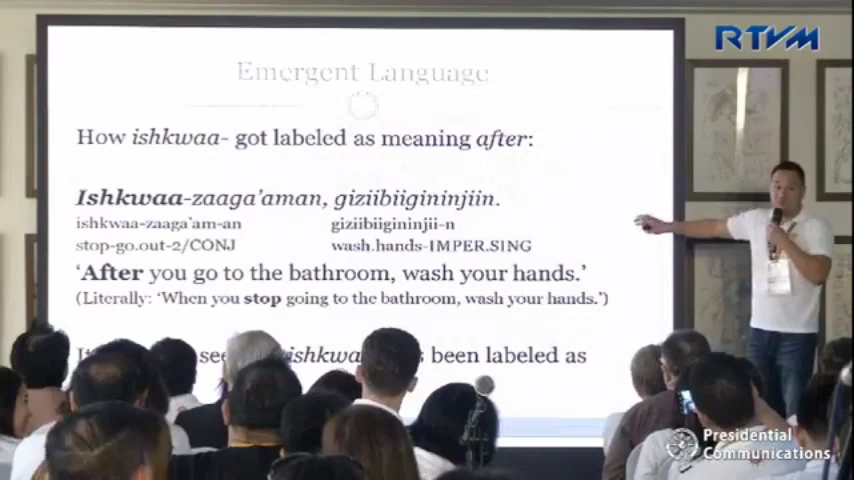 RTVM
Emergent Language
How ishkwaa- got labeled as meaning after:
Ishkwaa-zaaga'aman, giziibiigininjiin.
ishkwaa-zaaga'am-an giziibiigininjii-n
stop-go.out-2/CONJ wash.hands-IMPER.SING
'After you go to the bathroom, wash your hands.'
(Literally: 'When you stop going to the bathroom, wash your hands.')
been labeled as
Presidential
Communications